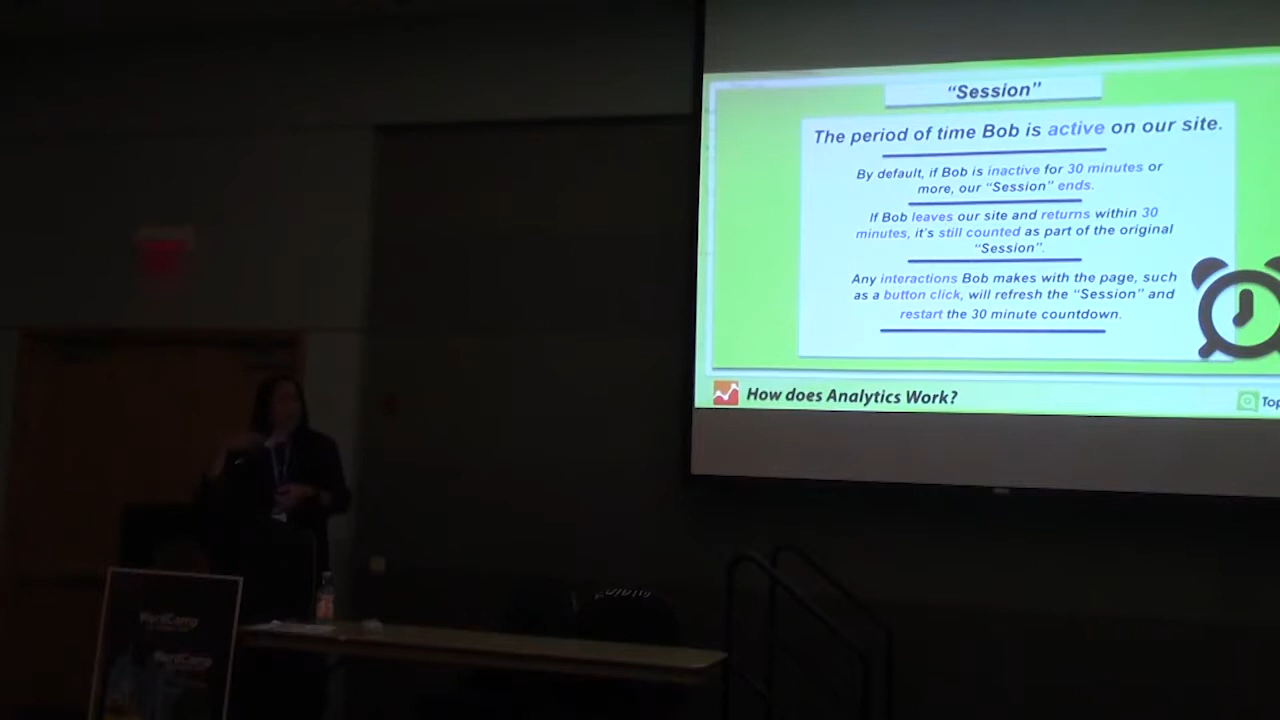 “Session”
The period of time Bob is active on our site.
By default, if Bob is inactive for 30 minutes or
more, our “Session” ends.
If Bob leaves our site and returns within 30
minutes, it’s still counted as part of the original
“Session”.
Any interactions Bob makes with the page, such
as a button click, will refresh the “Session” and
restart the 30 minute countdown.
How does Analytics Work?
Top
WordCamp
WordCamp